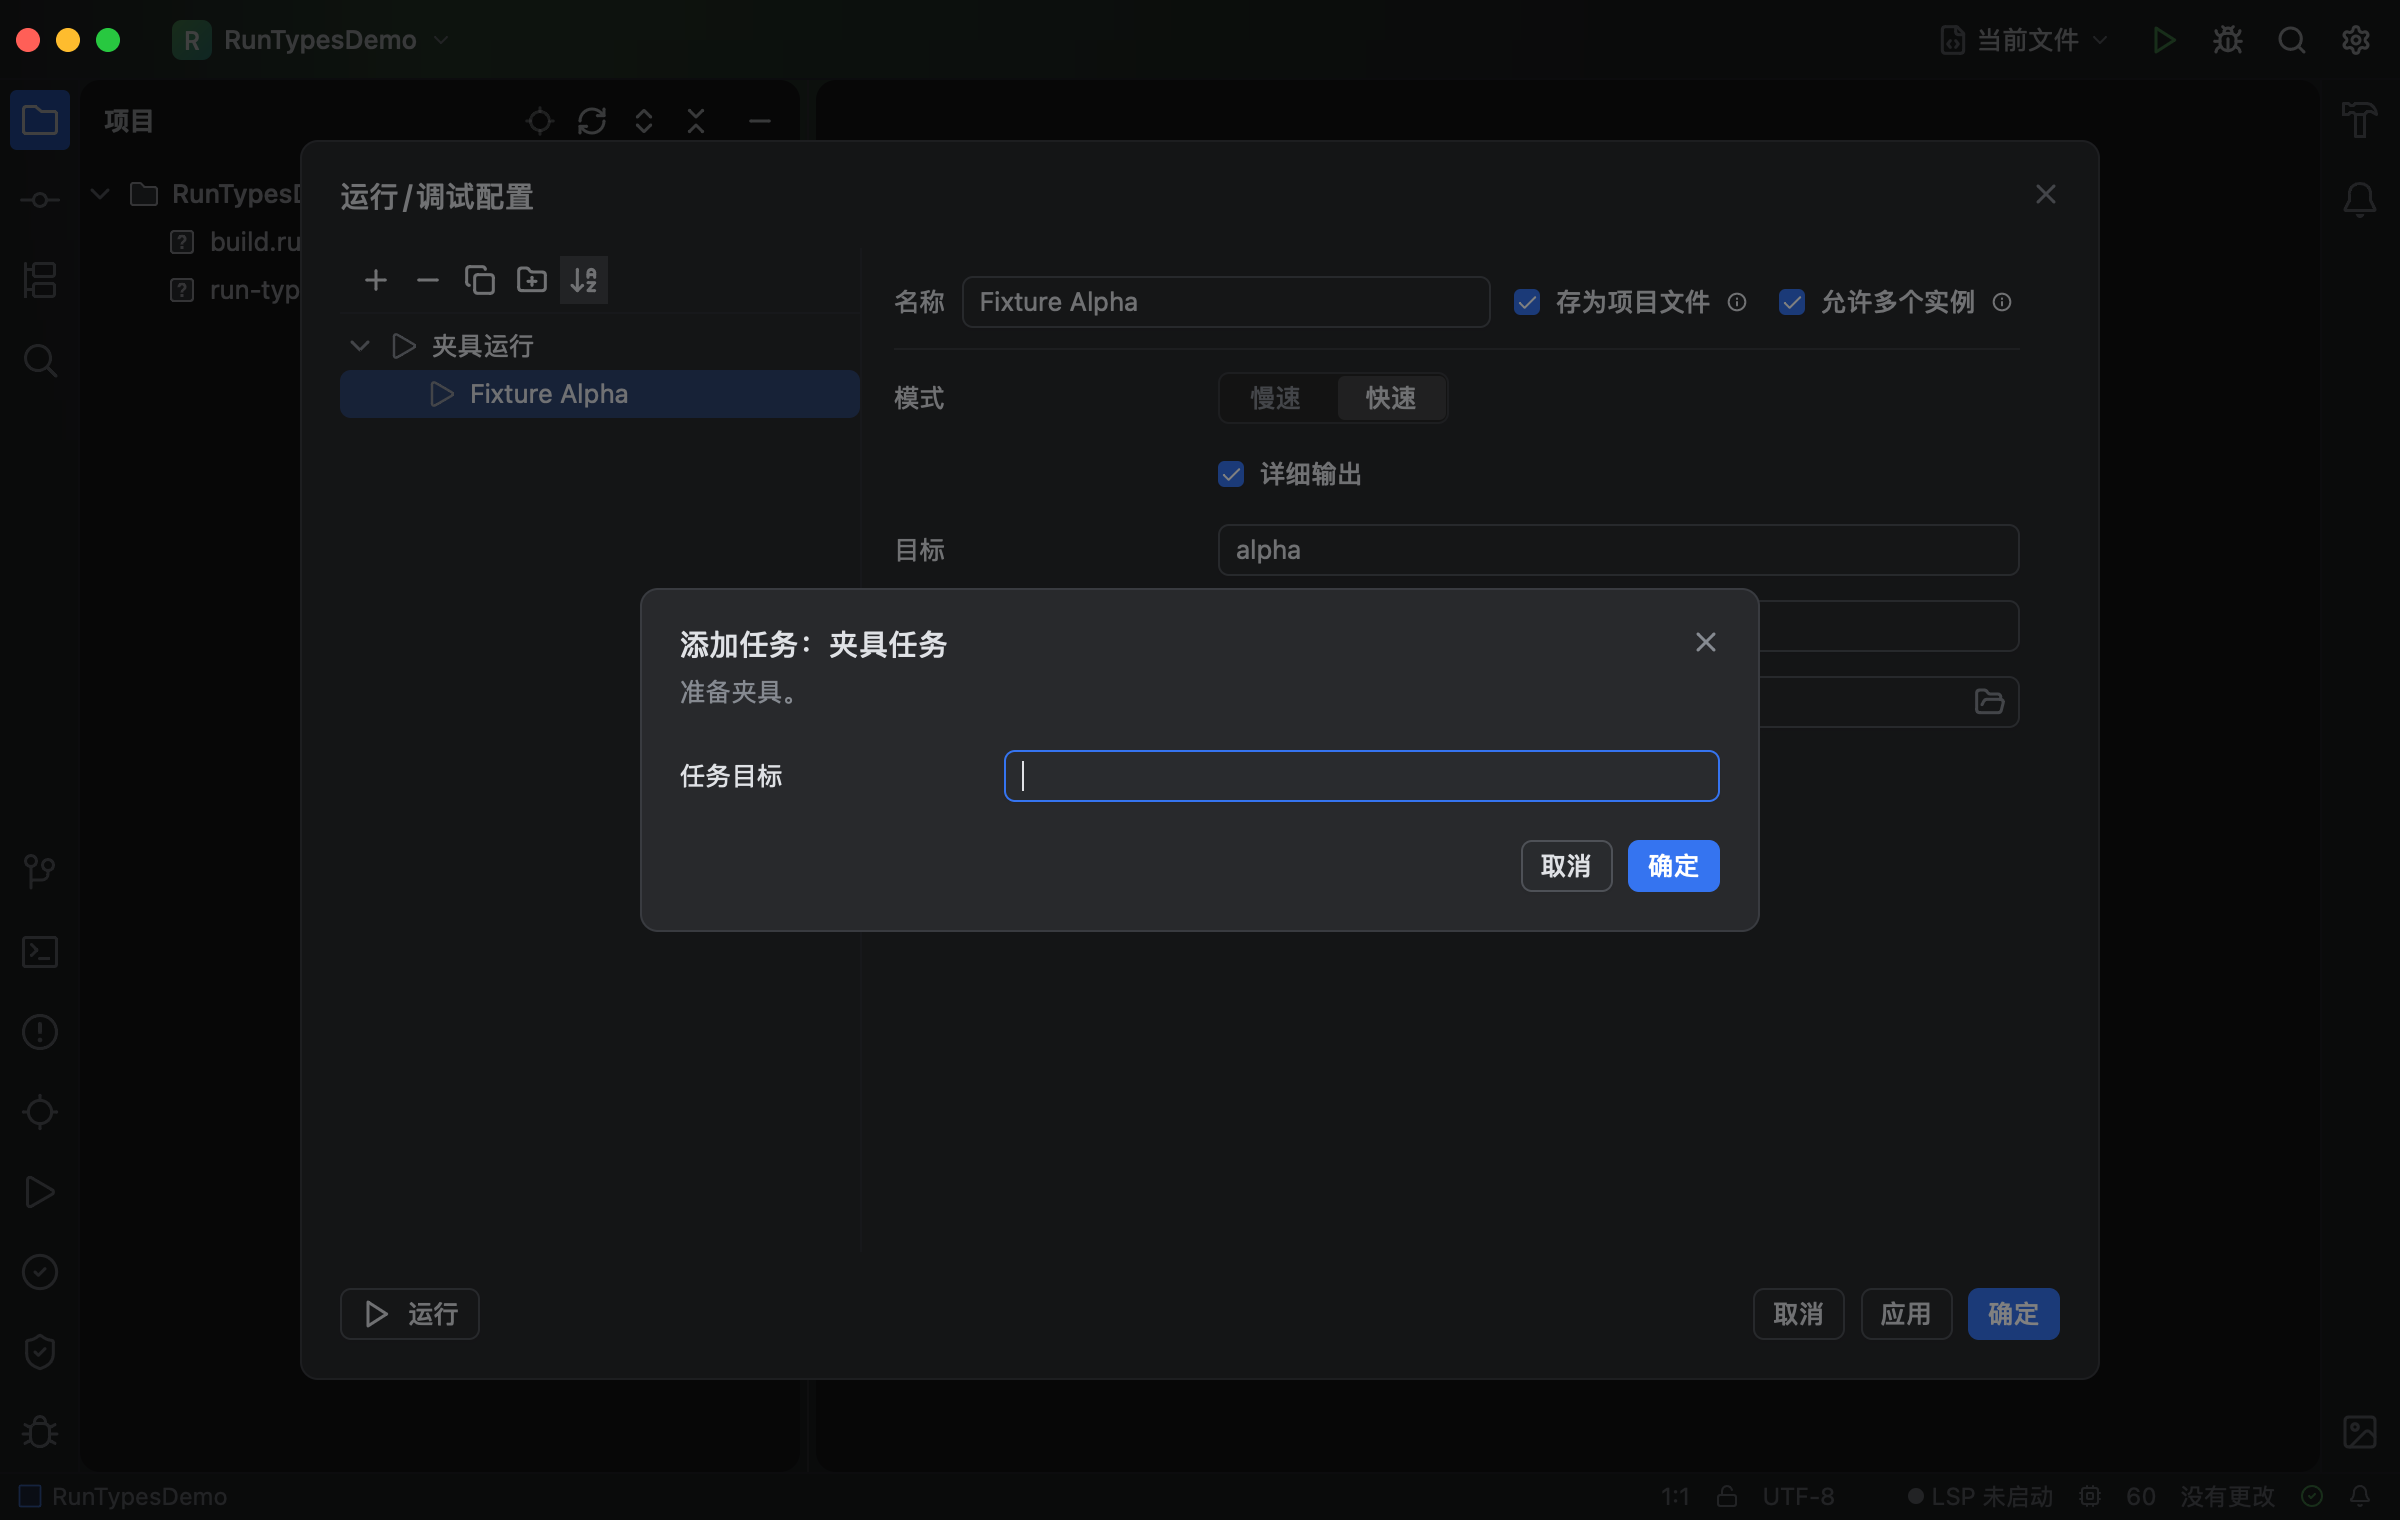 R RunTypesDemo
当前文件
项目
RunTypesD
build.ru
run-typ
运行/调试配置
夹具运行
Fixture Alpha
名称 Fixture Alpha 存为项目文件 允许多个实例
模式 慢速 快速
详细输出
目标 alpha
添加任务：夹具任务
准备夹具。
任务目标
取消 确定
运行
取消 应用 确定
RunTypesDemo
1:1 UTF-8 LSP 未启动 60 没有更改